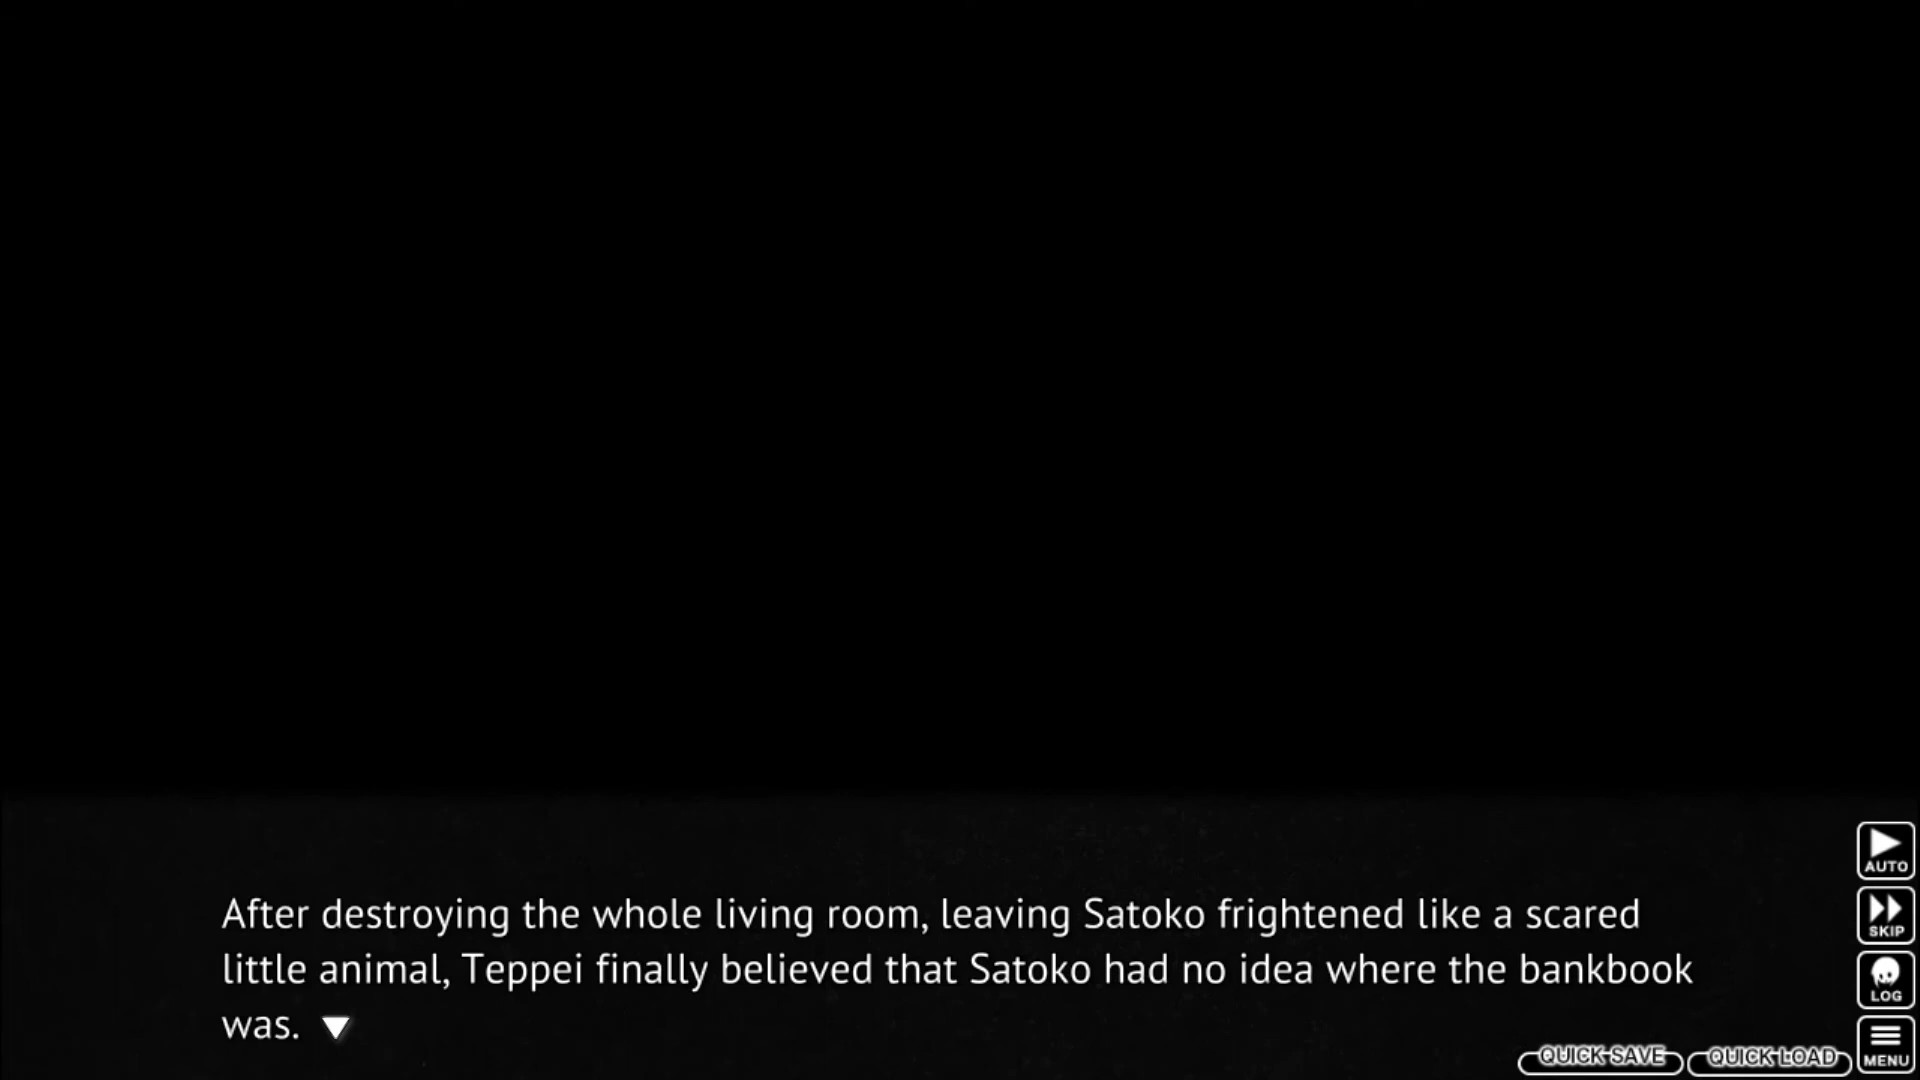 After destroying the whole living room, leaving Satoko frightened like a scared
little animal, Teppei finally believed that Satoko had no idea where the bankbook
was.
AUTO
SKIP
LOG
MENU
QUICK SAVE
QUICK LOAD